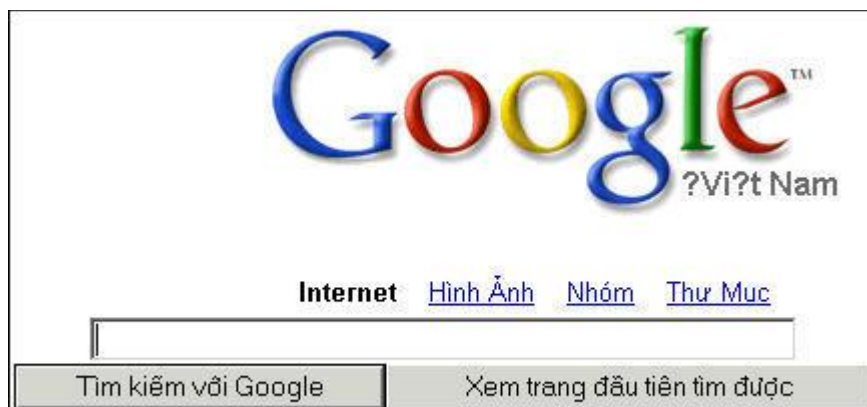 Google™
?Vi?t Nam
Internet Hình Ảnh Nhóm Thư Mục
Tìm kiếm với Google Xem trang đầu tiên tìm được